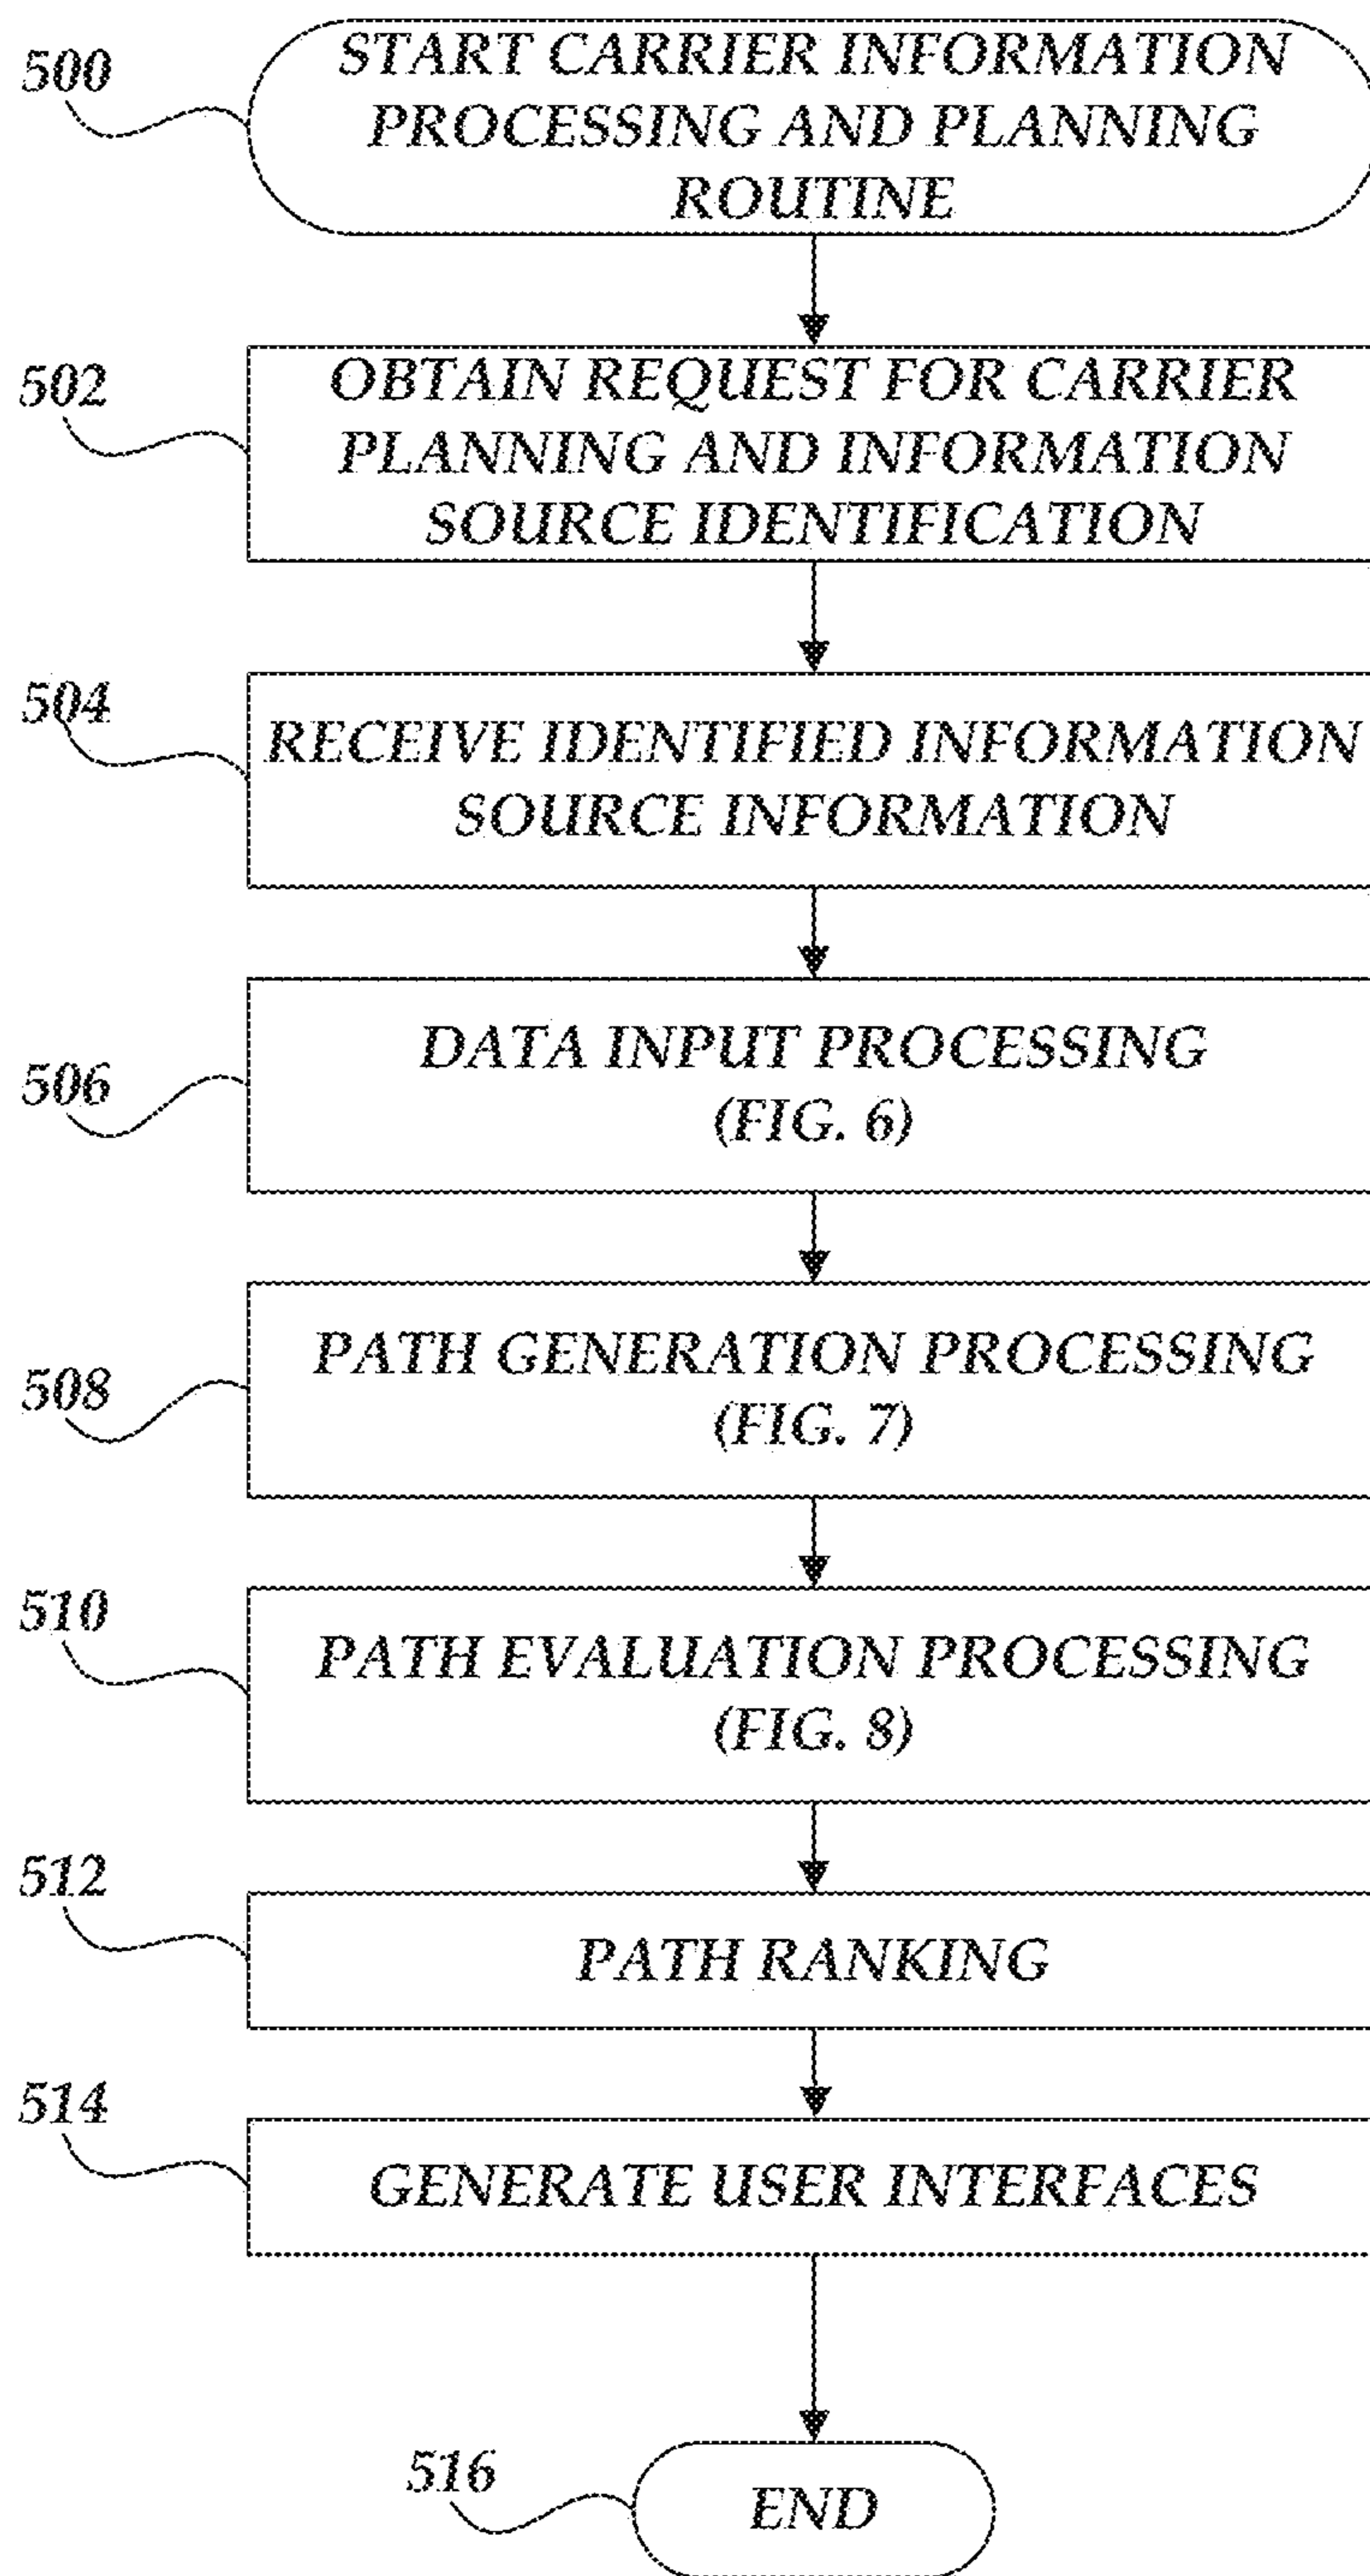 500
START CARRIER INFORMATION
PROCESSING AND PLANNING
ROUTINE
502
OBTAIN REQUEST FOR CARRIER
PLANNING AND INFORMATION
SOURCE IDENTIFICATION
504
RECEIVE IDENTIFIED INFORMATION
SOURCE INFORMATION
506
DATA INPUT PROCESSING
(FIG. 6)
508
PATH GENERATION PROCESSING
(FIG. 7)
510
PATH EVALUATION PROCESSING
(FIG. 8)
512
PATH RANKING
514
GENERATE USER INTERFACES
516
END